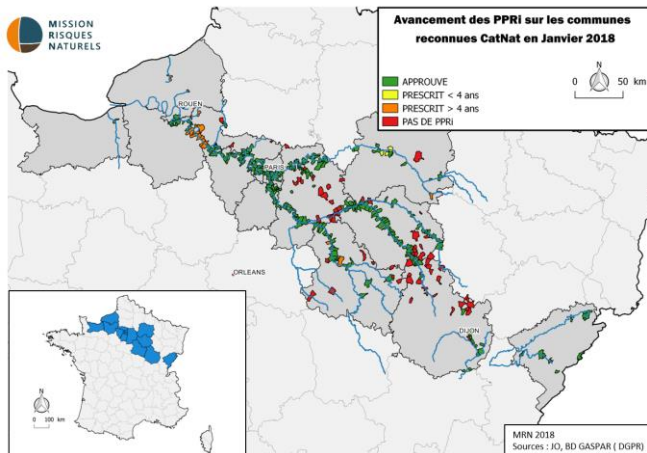 MISSION
RISQUES
NATURELS
Avancement des PPRi sur les communes
reconnues CatNat en Janvier 2018
APPROUVE
PRESCRIT < 4 ans
PRESCRIT > 4 ans
PAS DE PPRi
N
0 50 km
ROUEN
PARIS
ORLEANS
DIJON
N
0 100 km
MRN 2018
Sources : JO, BD GASPAR ( DGPR)